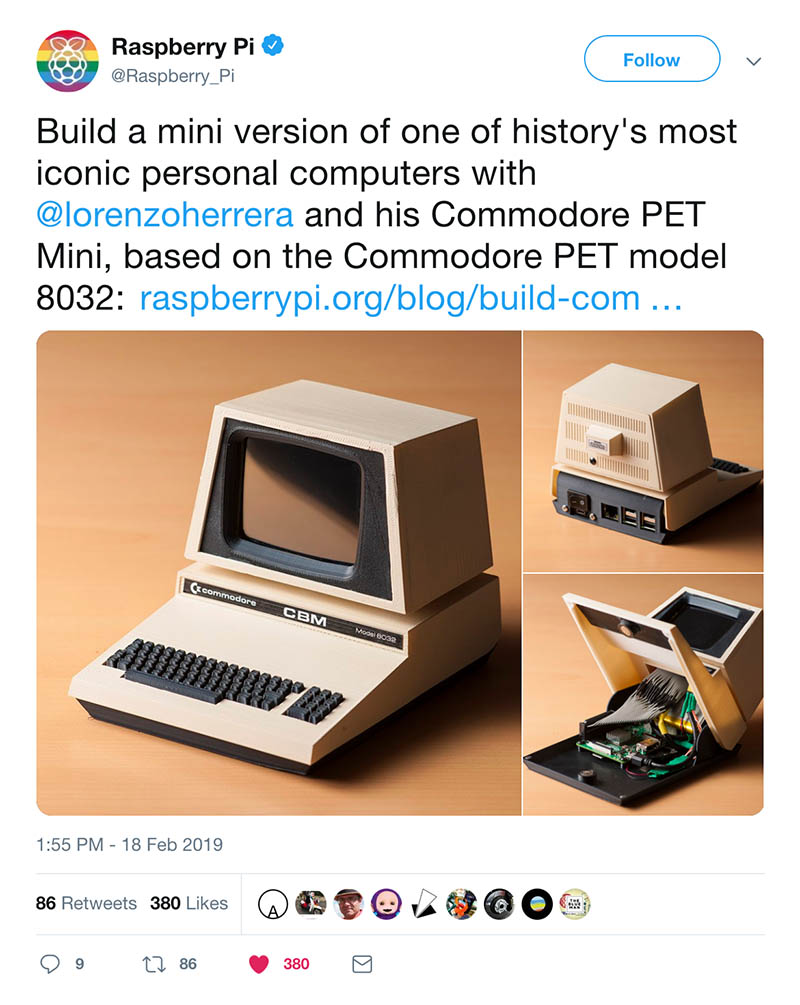 Raspberry Pi
@Raspberry_Pi
Follow
Build a mini version of one of history's most
iconic personal computers with
@lorenzoherrera and his Commodore PET
Mini, based on the Commodore PET model
8032: raspberrypi.org/blog/build-com …
commodore
CBM
Model 8032
1:55 PM - 18 Feb 2019
86 Retweets 380 Likes
9
86
380